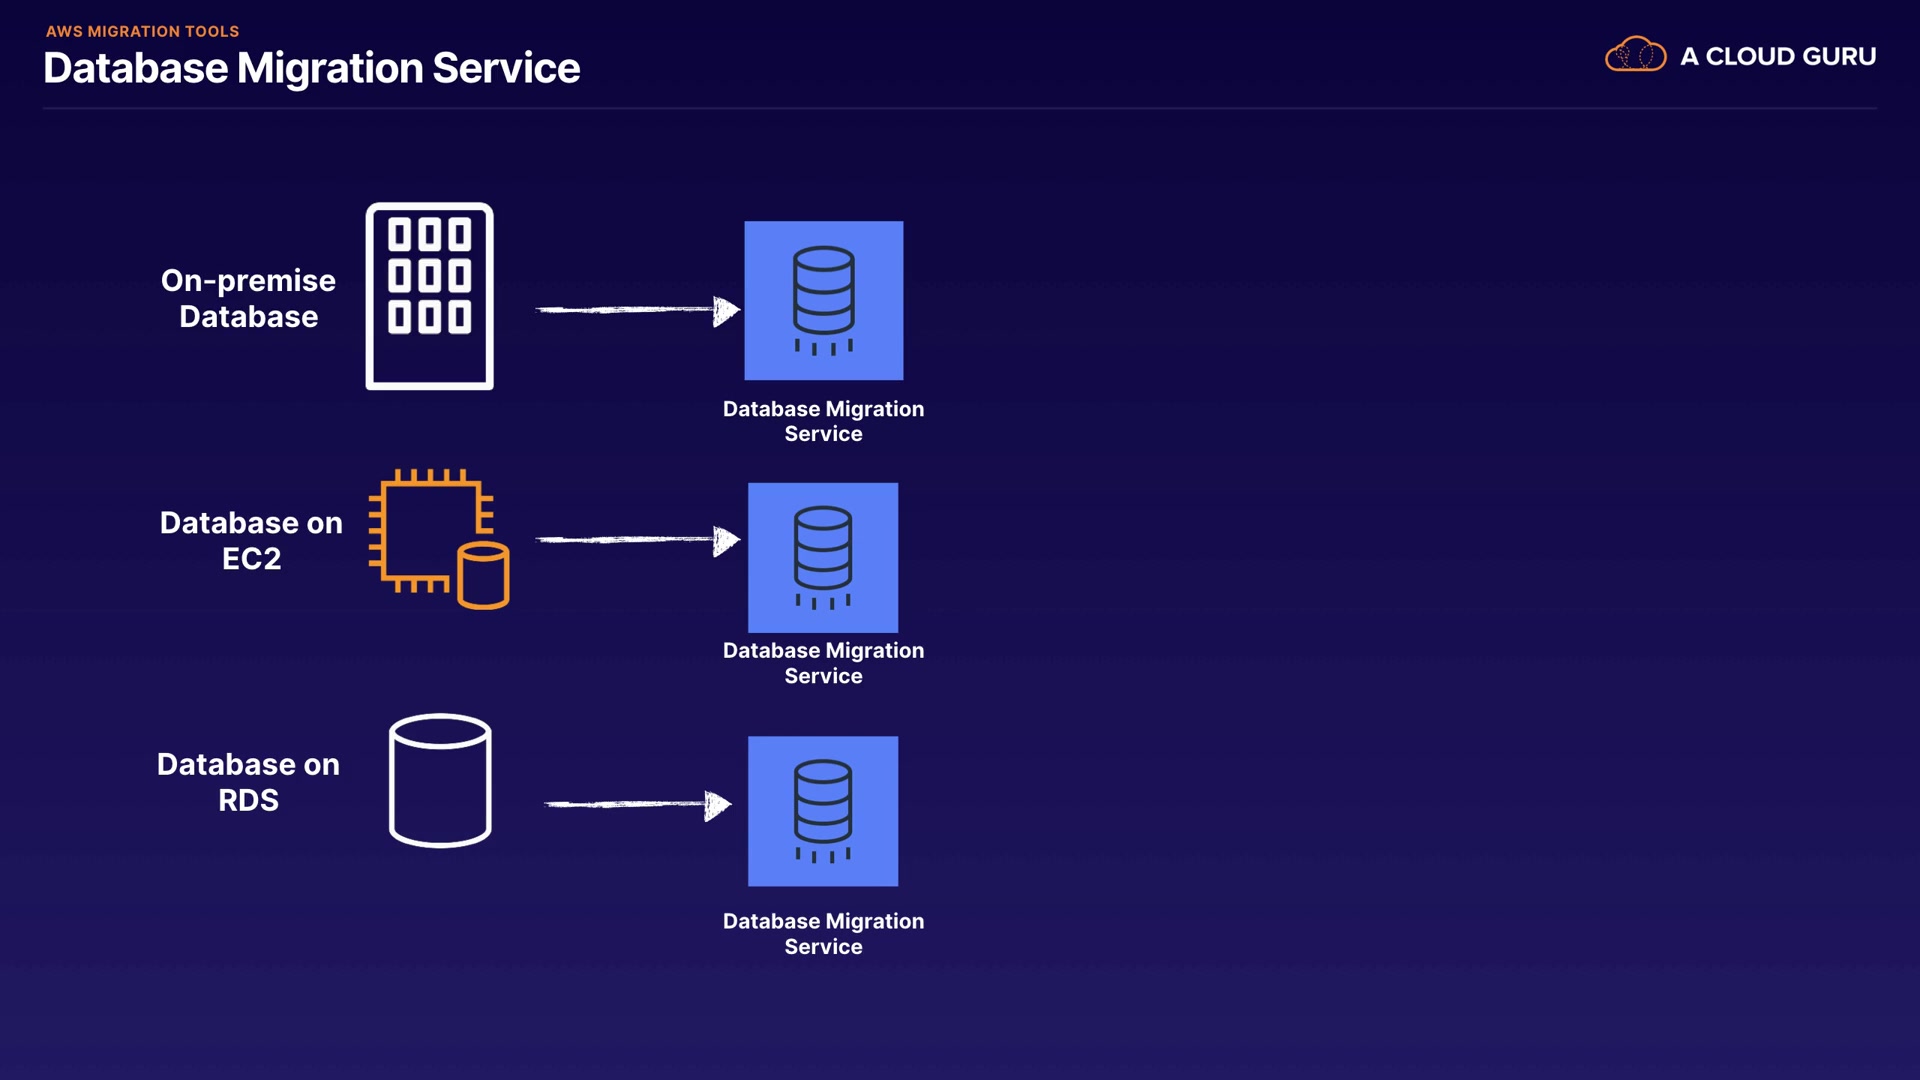 AWS MIGRATION TOOLS
Database Migration Service
A CLOUD GURU
On-premise
Database
Database Migration
Service
Database on
EC2
Database Migration
Service
Database on
RDS
Database Migration
Service